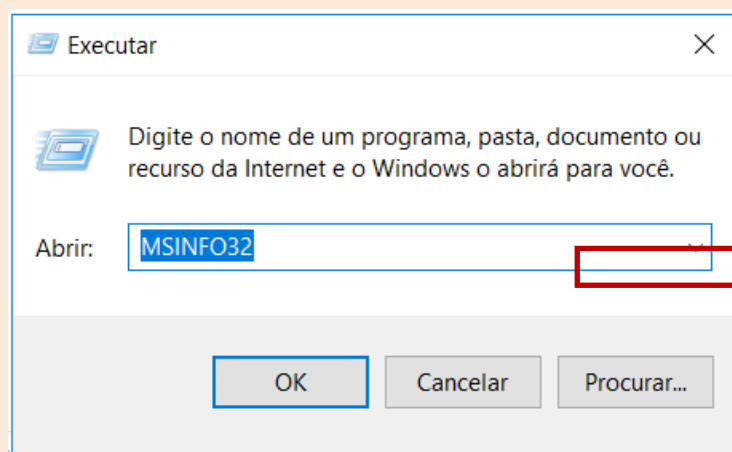 Executar
Digite o nome de um programa, pasta, documento ou
recurso da Internet e o Windows o abrirá para você.
Abrir: MSINFO32
OK Cancelar Procurar...